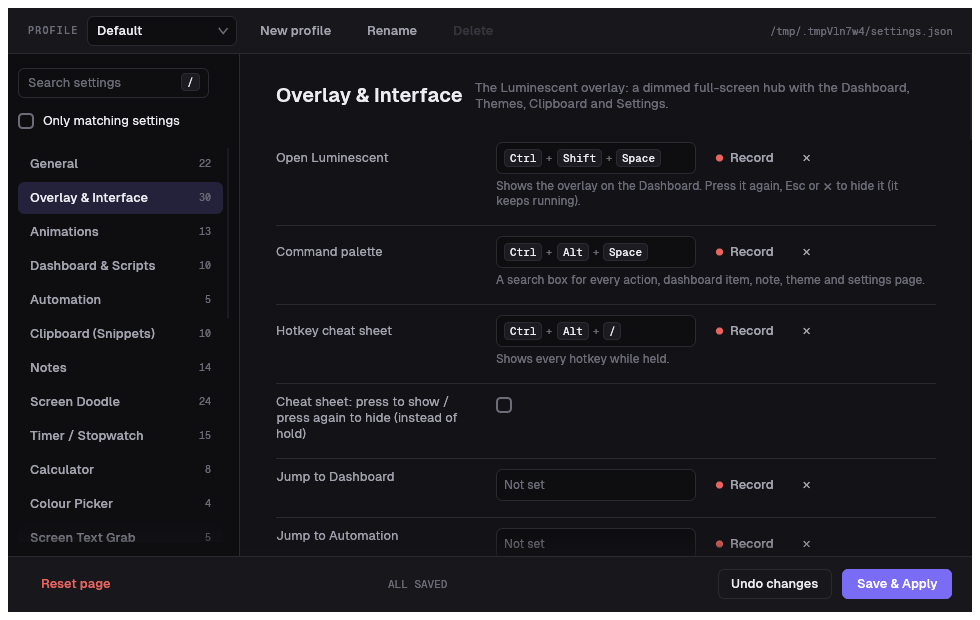 PROFILE Default New profile Rename Delete /tmp/.tmpVln7w4/settings.json
Search settings /
Only matching settings
General 22
Overlay & Interface 30
Animations 13
Dashboard & Scripts 10
Automation 5
Clipboard (Snippets) 10
Notes 14
Screen Doodle 24
Timer / Stopwatch 15
Calculator 8
Colour Picker 4
Screen Text Grab 5
Overlay & Interface
The Luminescent overlay: a dimmed full-screen hub with the Dashboard,
Themes, Clipboard and Settings.
Open Luminescent Ctrl + Shift + Space Record ×
Shows the overlay on the Dashboard. Press it again, Esc or × to hide it (it
keeps running).
Command palette Ctrl + Alt + Space Record ×
A search box for every action, dashboard item, note, theme and settings page.
Hotkey cheat sheet Ctrl + Alt + / Record ×
Shows every hotkey while held.
Cheat sheet: press to show /
press again to hide (instead of
hold)
Jump to Dashboard Not set Record ×
Jump to Automation Not set Record ×
Reset page ALL SAVED Undo changes Save & Apply